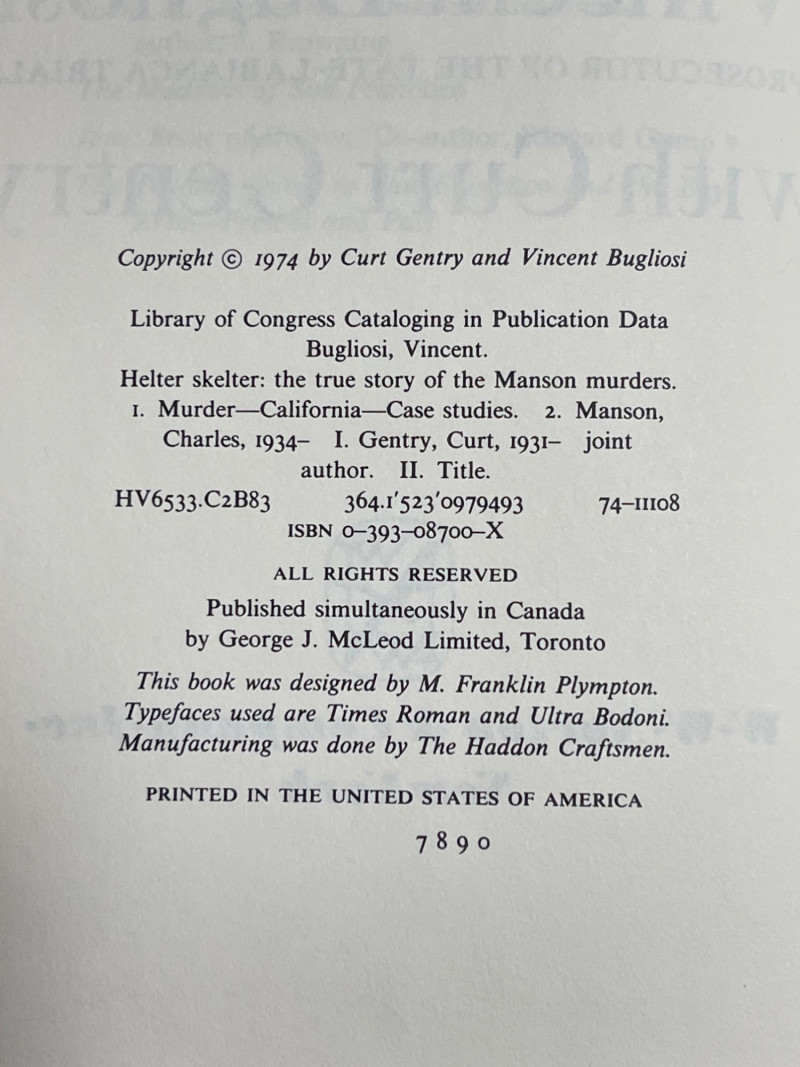 Copyright © 1974 by Curt Gentry and Vincent Bugliosi
Library of Congress Cataloging in Publication Data
Bugliosi, Vincent.
Helter skelter: the true story of the Manson murders.
1. Murder—California—Case studies. 2. Manson,
Charles, 1934– I. Gentry, Curt, 1931– joint
author. II. Title.
HV6533.C2B83 364.1'523'0979493 74–11108
ISBN 0–393–08700–X
ALL RIGHTS RESERVED
Published simultaneously in Canada
by George J. McLeod Limited, Toronto
This book was designed by M. Franklin Plympton.
Typefaces used are Times Roman and Ultra Bodoni.
Manufacturing was done by The Haddon Craftsmen.
PRINTED IN THE UNITED STATES OF AMERICA
7 8 9 0